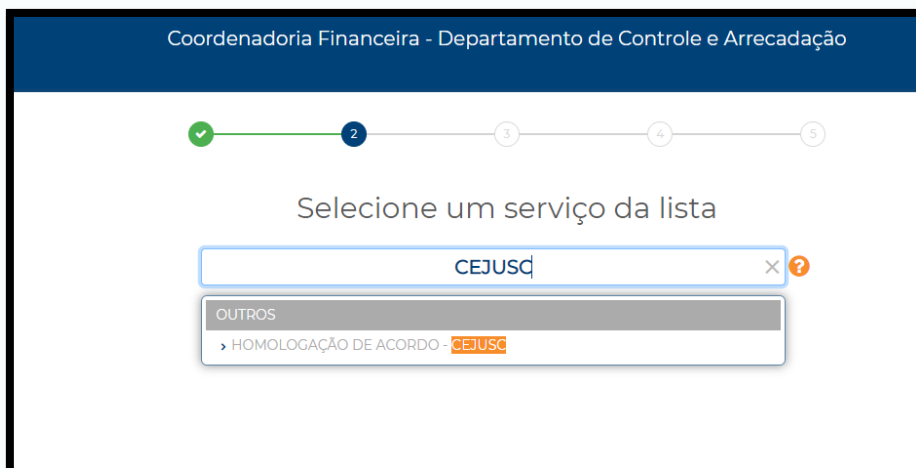 Coordenadoria Financeira - Departamento de Controle e Arrecadação
2 3 4 5
Selecione um serviço da lista
CEJUSC
?
OUTROS
› HOMOLOGAÇÃO DE ACORDO - CEJUSC